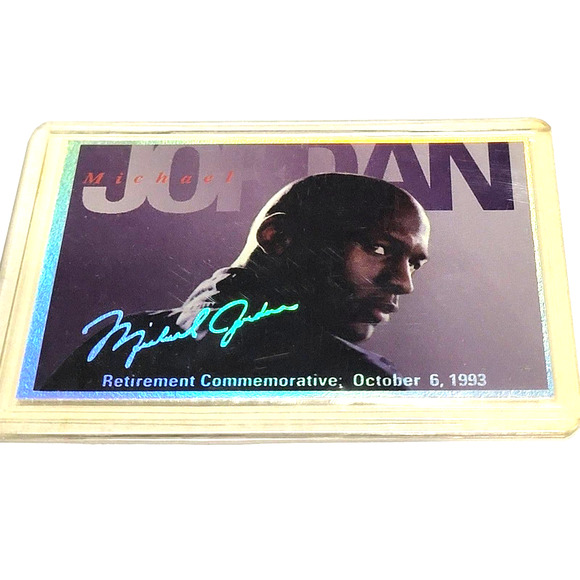 JORDAN
Michael
Michael Jordan
Retirement Commemorative; October 6, 1993